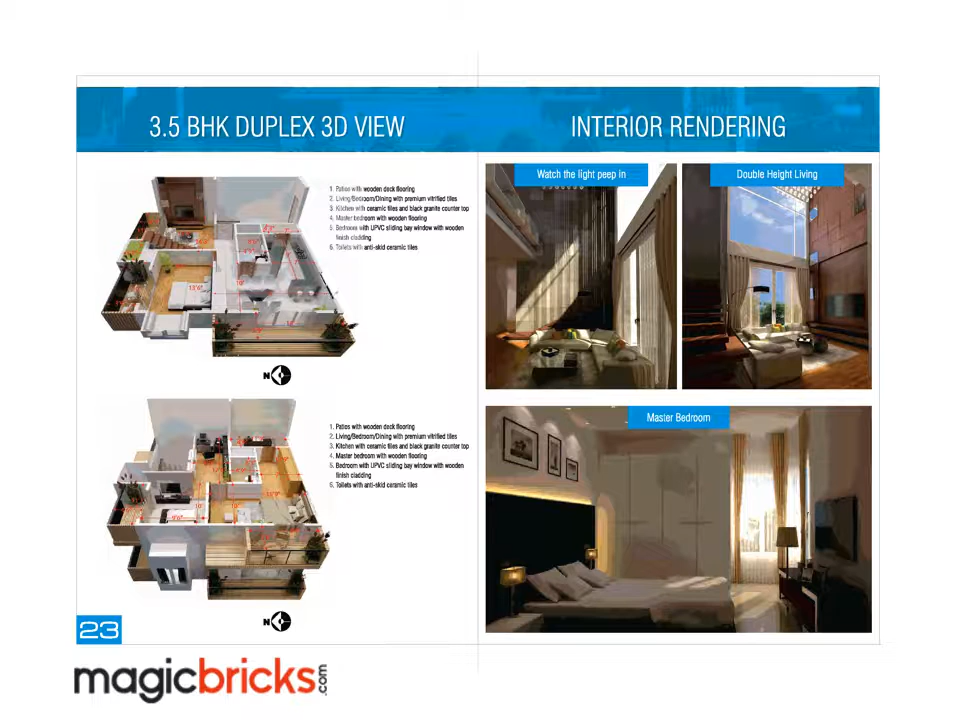 3.5 BHK DUPLEX 3D VIEW
1. Patios with wooden deck flooring
2. Living/Bedroom/Dining with premium vitrified tiles
3. Kitchen with ceramic tiles and black granite counter top
4. Master bedroom with wooden flooring
5. Bedroom with UPVC sliding bay window with wooden
finish cladding
6. Toilets with anti-skid ceramic tiles
13'6"
N
1. Patios with wooden deck flooring
2. Living/Bedroom/Dining with premium vitrified tiles
3. Kitchen with ceramic tiles and black granite counter top
4. Master bedroom with wooden flooring
5. Bedroom with UPVC sliding bay window with wooden
finish cladding
6. Toilets with anti-skid ceramic tiles
9'6"
N
23
INTERIOR RENDERING
Watch the light peep in
Double Height Living
Master Bedroom
magicbricks.com